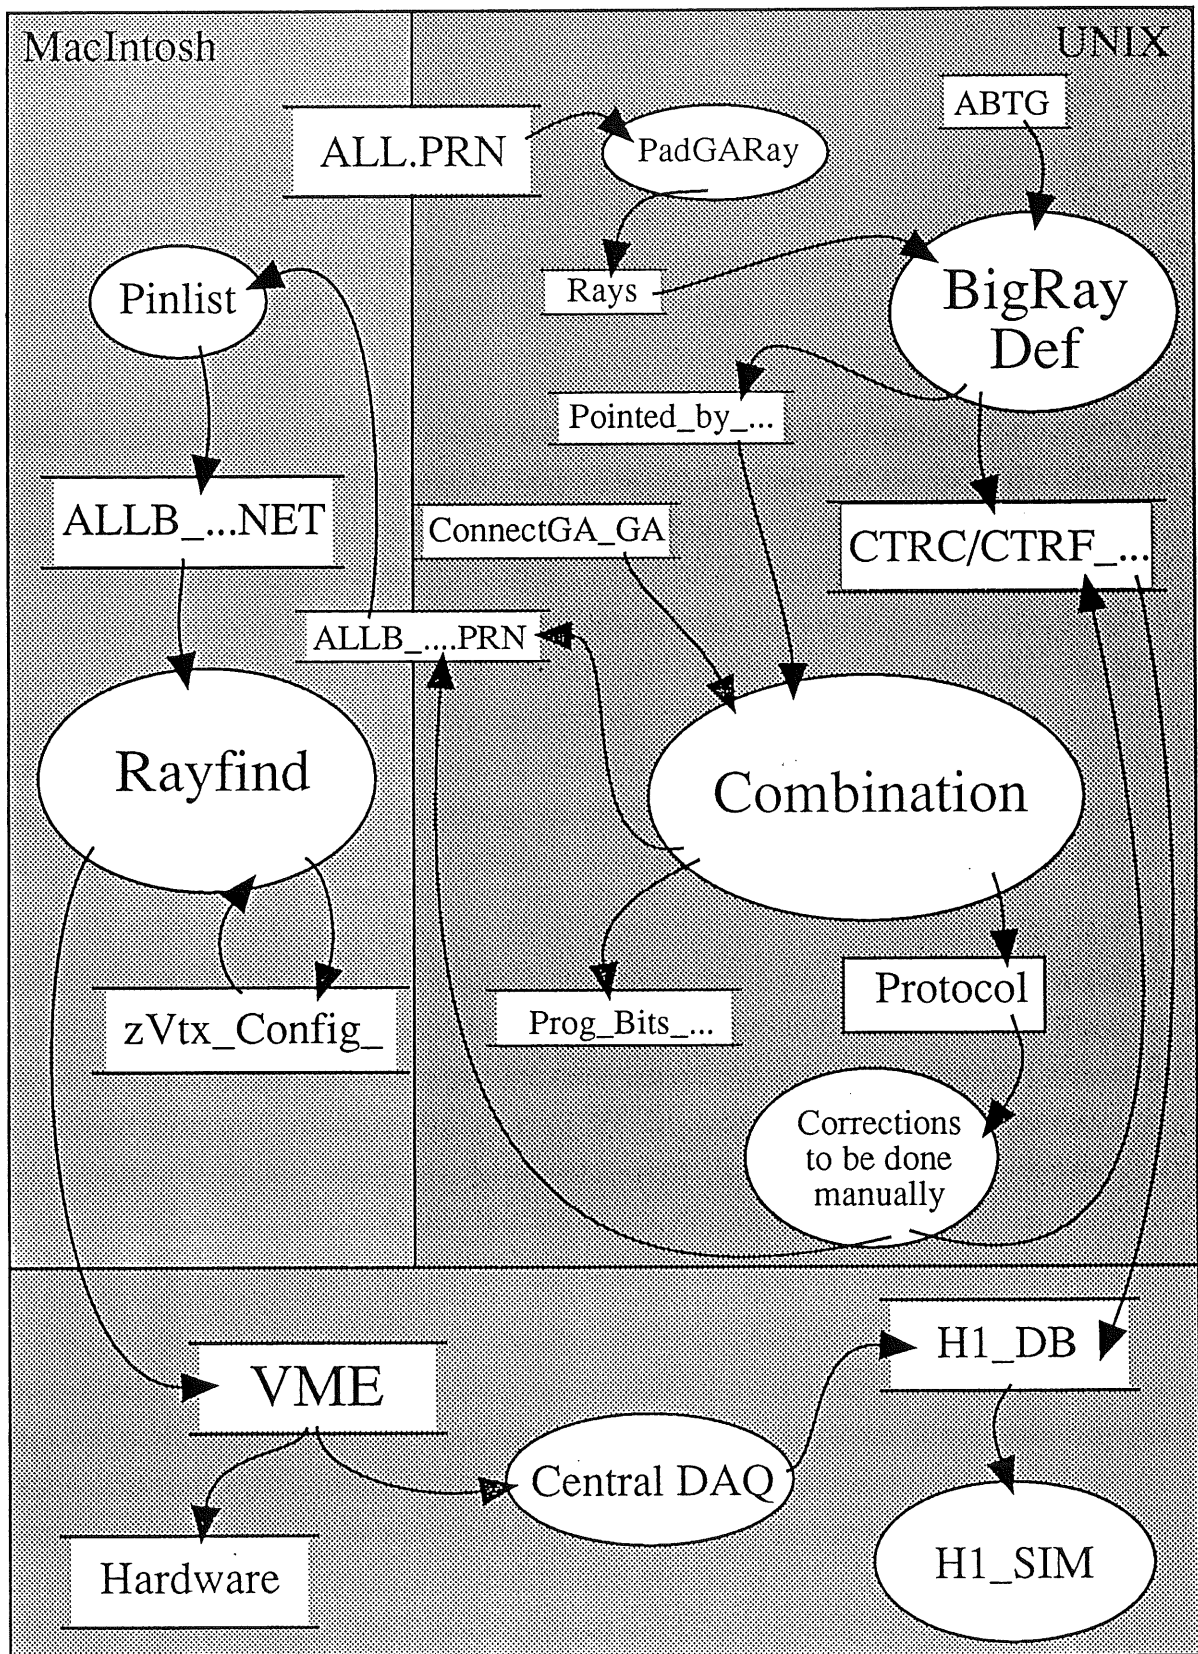 MacIntosh
UNIX
ABTG
ALL.PRN
PadGARay
Pinlist
Rays
BigRay
Def
Pointed_by_...
ALLB_...NET
ConnectGA_GA
CTRC/CTRF_...
ALLB_....PRN
Rayfind
Combination
zVtx_Config_
Prog_Bits_...
Protocol
Corrections
to be done
manually
VME
H1_DB
Central DAQ
Hardware
H1_SIM